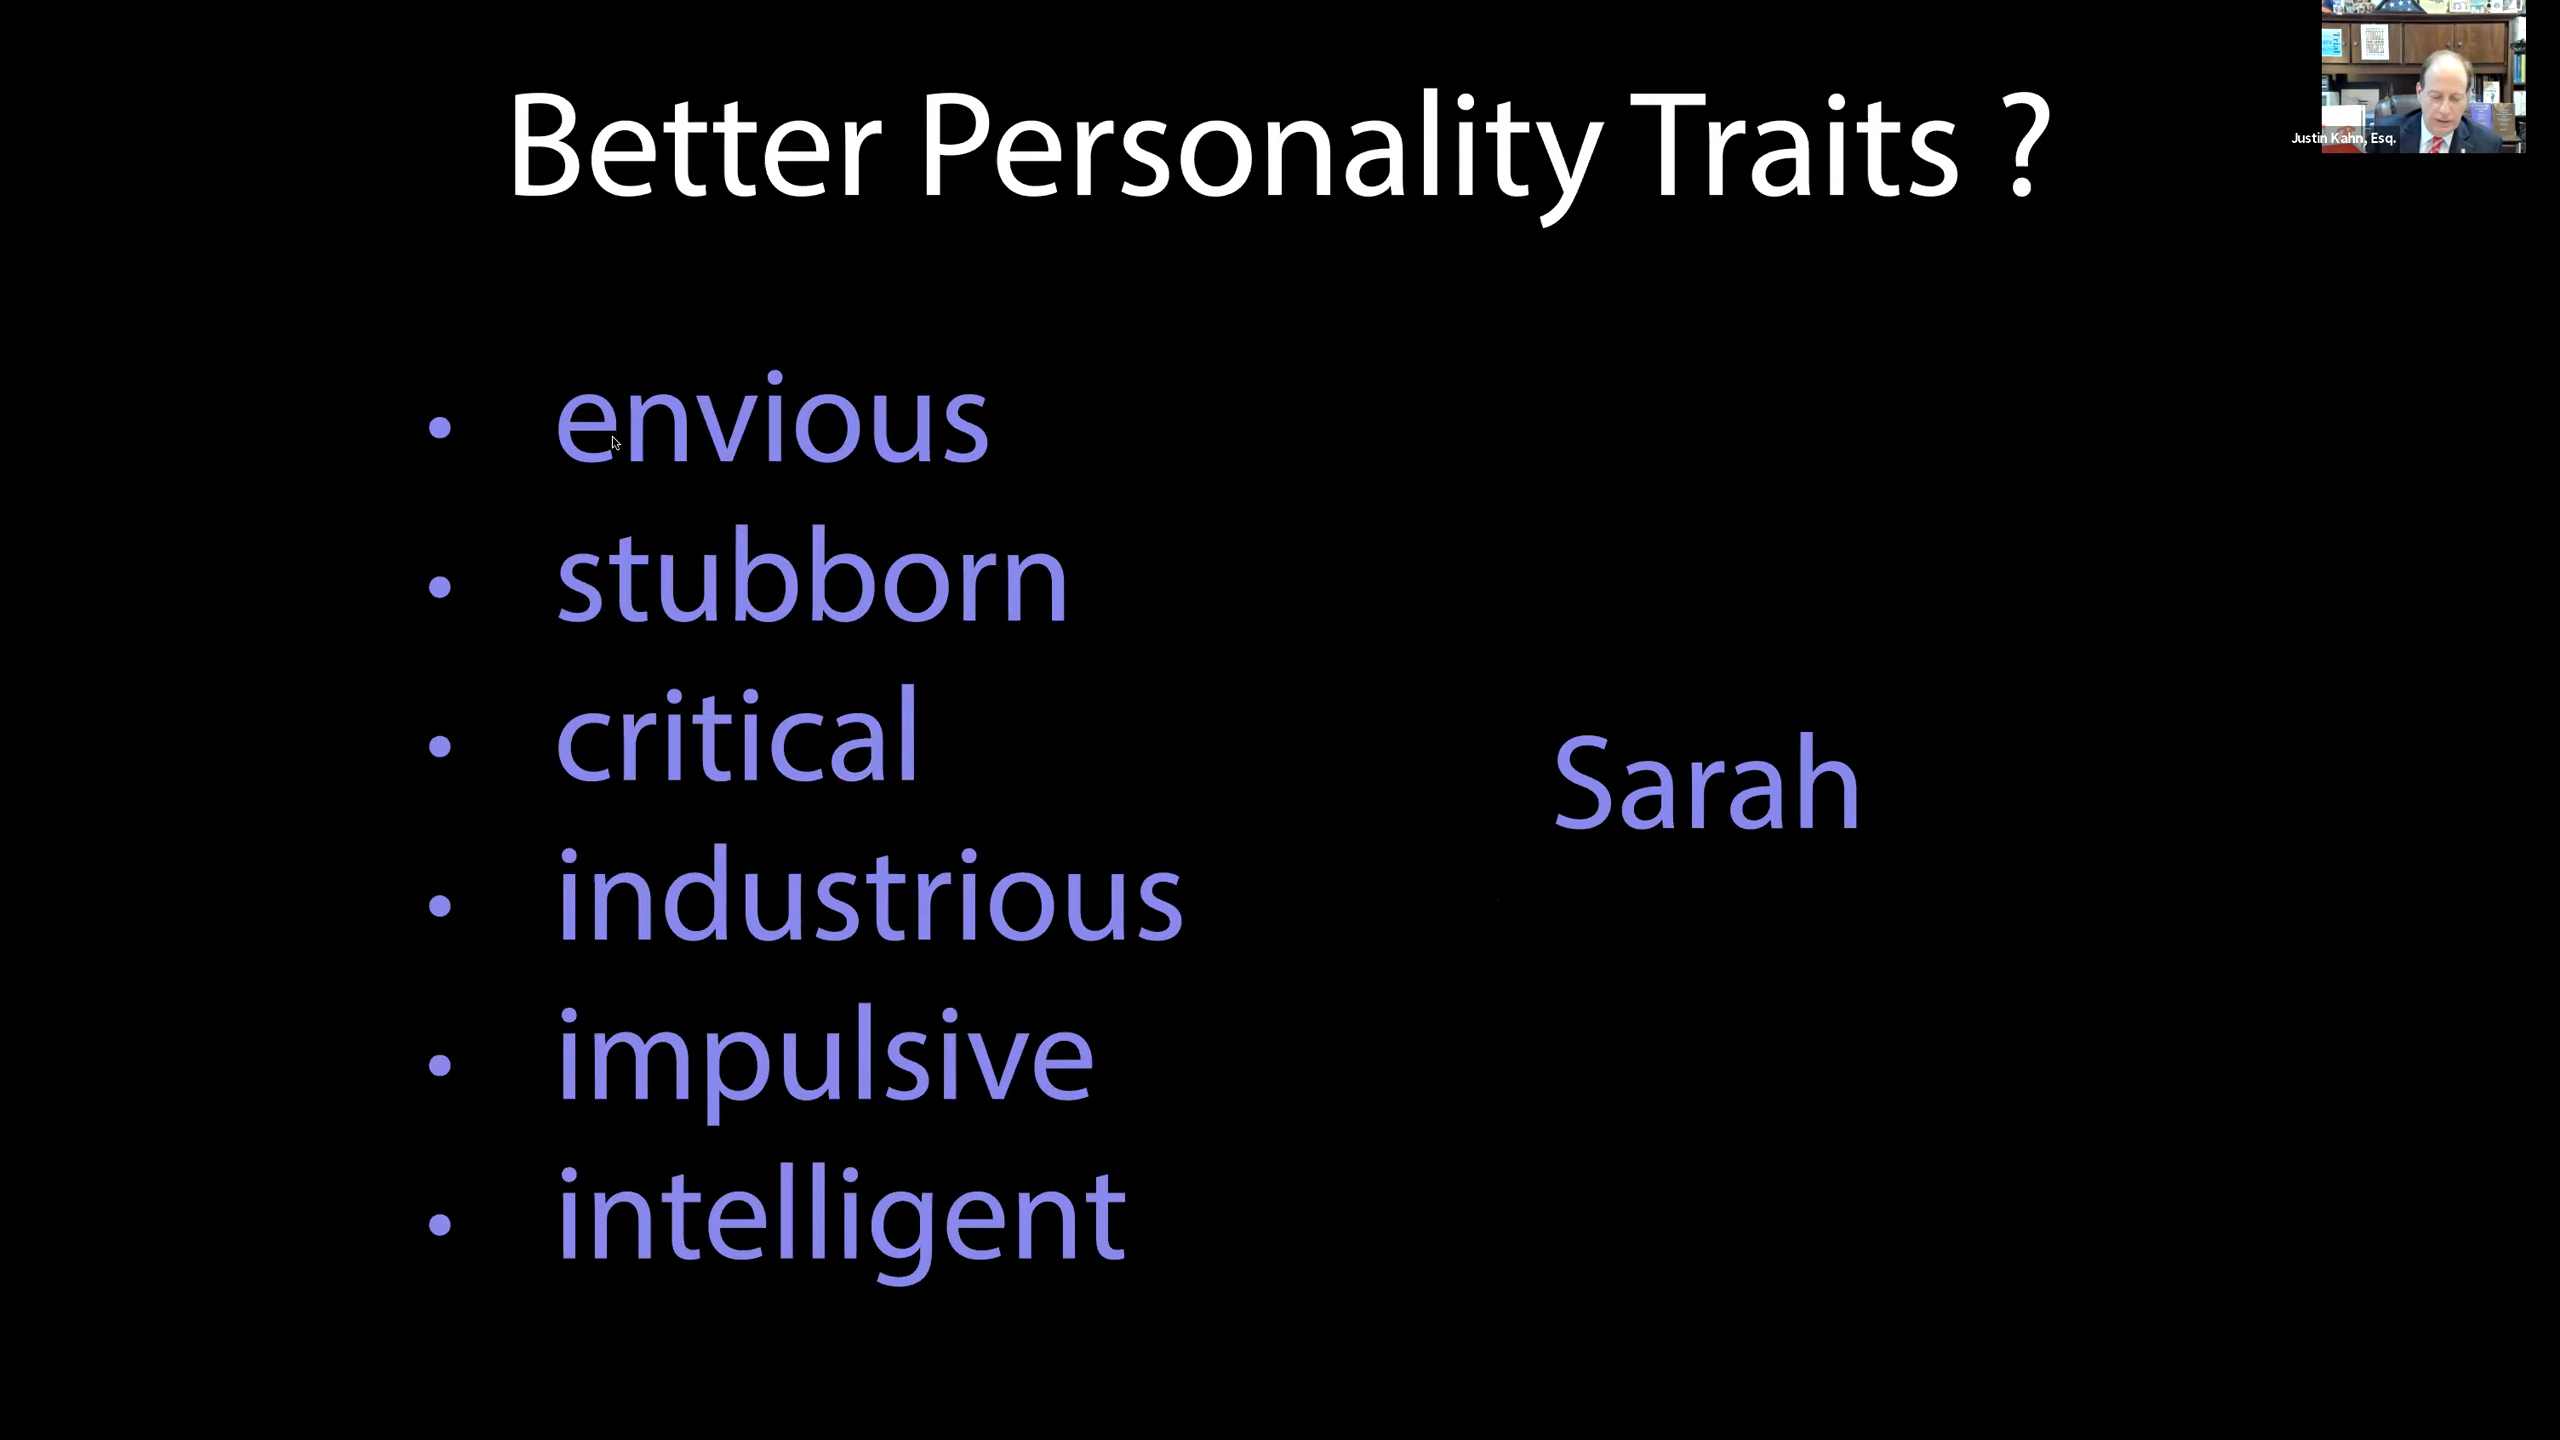 Better Personality Traits ?
Justin Kahn, Esq.
• envious
• stubborn
• critical
• industrious
• impulsive
• intelligent
Sarah